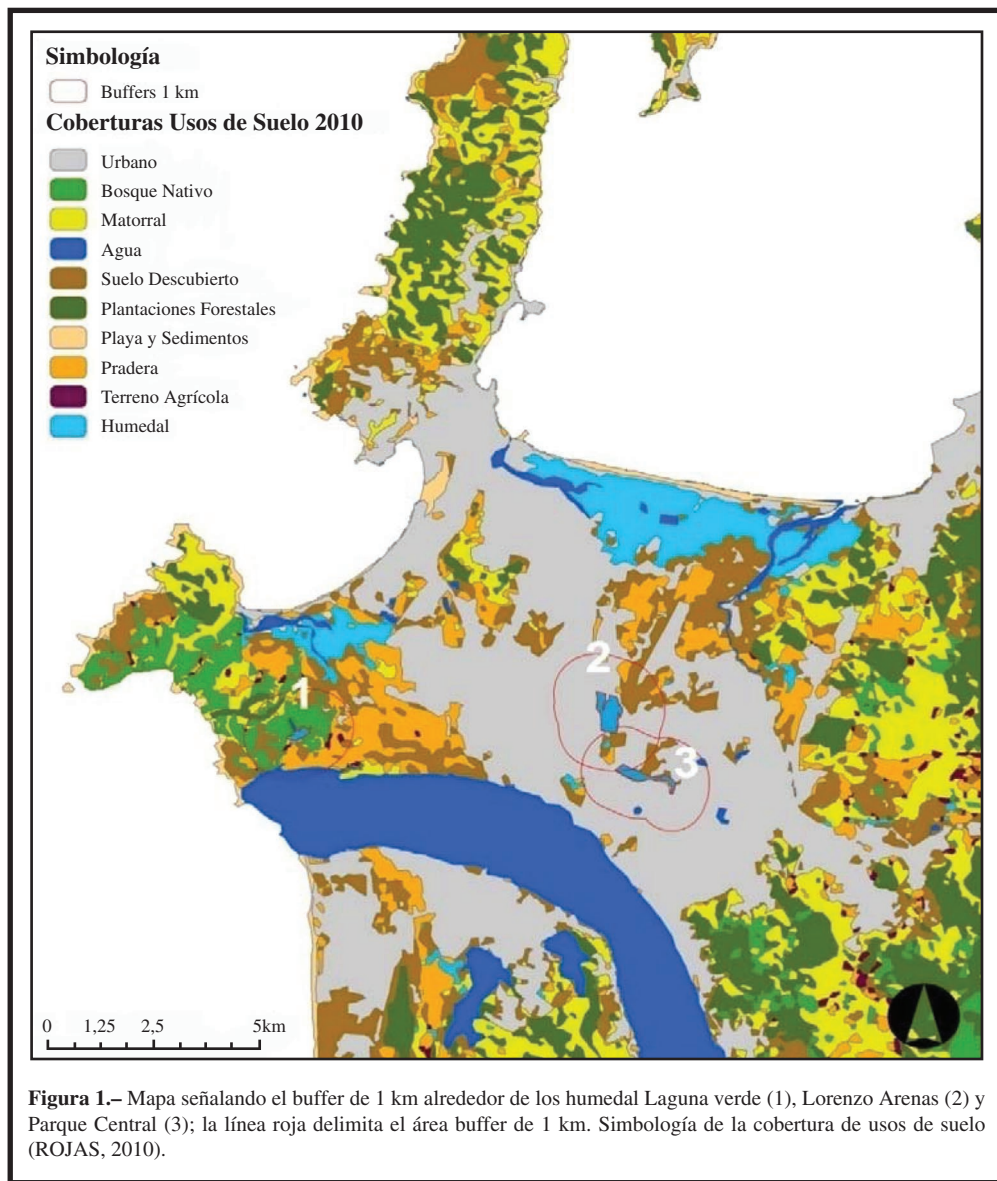 Simbología
Buffers 1 km
Coberturas Usos de Suelo 2010
Urbano
Bosque Nativo
Matorral
Agua
Suelo Descubierto
Plantaciones Forestales
Playa y Sedimentos
Pradera
Terreno Agrícola
Humedal
1
2
3
0 1,25 2,5 5km
Figura 1.– Mapa señalando el buffer de 1 km alrededor de los humedal Laguna verde (1), Lorenzo Arenas (2) y
Parque Central (3); la línea roja delimita el área buffer de 1 km. Simbología de la cobertura de usos de suelo
(ROJAS, 2010).